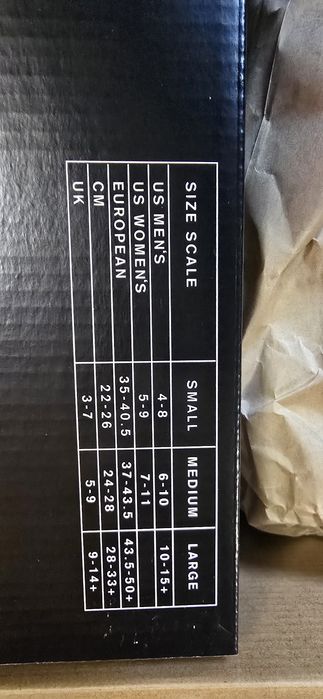 SIZE SCALE SMALL MEDIUM LARGE
US MEN'S 4-8 6-10 10-15+
US WOMEN'S 5-9 7-11
EUROPEAN 35-40.5 37-43.5 43.5-50+
CM 22-26 24-28 28-33+
UK 3-7 5-9 9-14+